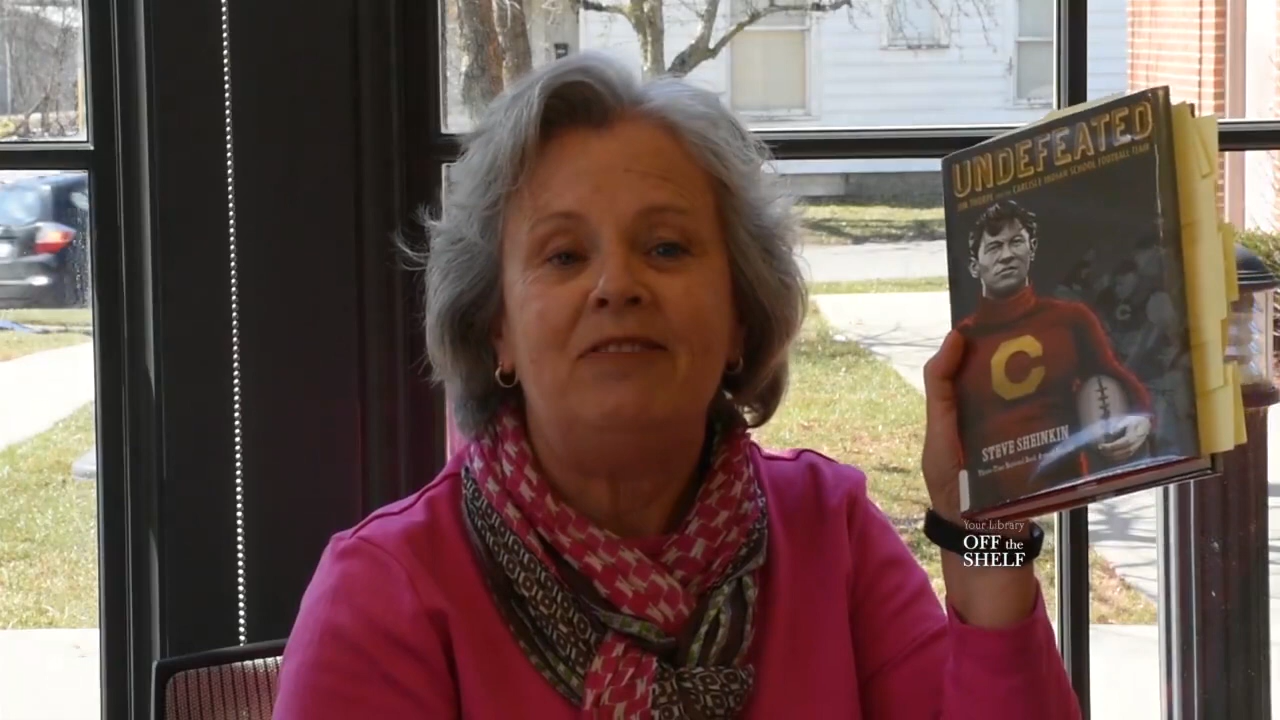 UNDEFEATED
JIM THORPE AND THE CARLISLE INDIAN SCHOOL FOOTBALL TEAM
C
C
STEVE SHEINKIN
Your Library
OFF the
SHELF